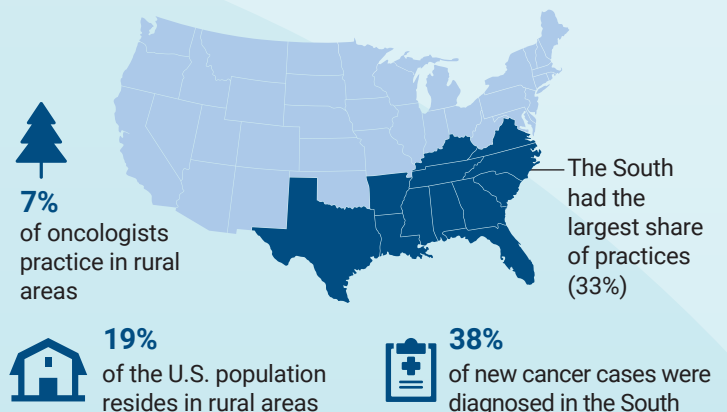 7%
of oncologists
practice in rural
areas
The South
had the
largest share
of practices
(33%)
19%
of the U.S. population
resides in rural areas
38%
of new cancer cases were
diagnosed in the South